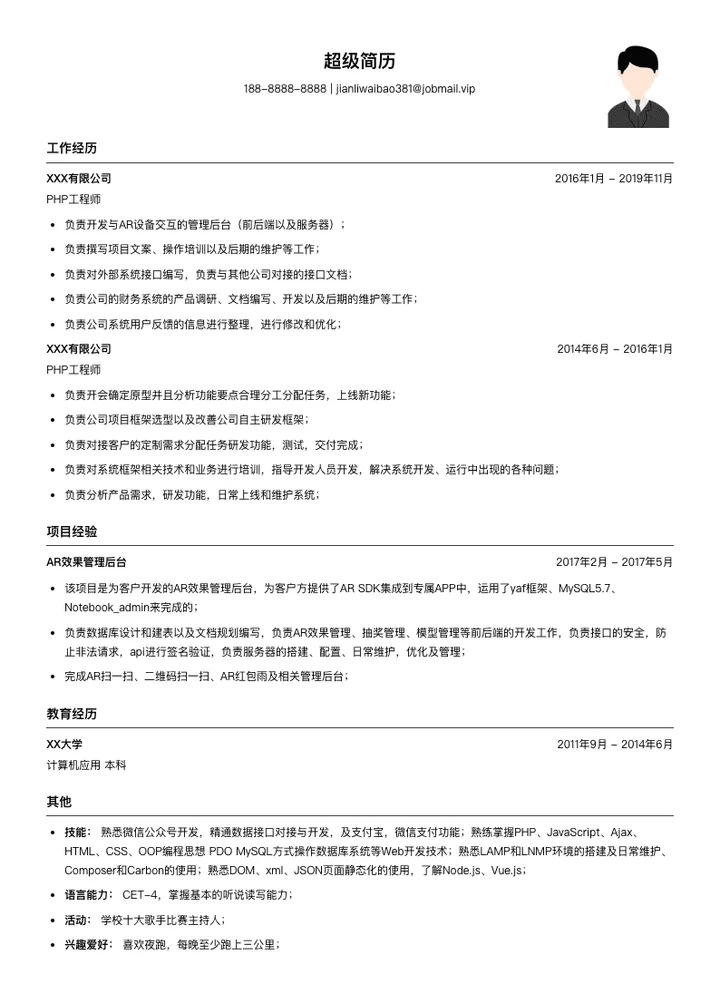 超级简历
188-8888-8888 | jianliwaibao381@jobmail.vip
工作经历
XXX有限公司 2016年1月 – 2019年11月
PHP工程师
• 负责开发与AR设备交互的管理后台（前后端以及服务器）；
• 负责撰写项目文案、操作培训以及后期的维护等工作；
• 负责对外部系统接口编写，负责与其他公司对接的接口文档；
• 负责公司的财务系统的产品调研、文档编写、开发以及后期的维护等工作；
• 负责公司系统用户反馈的信息进行整理，进行修改和优化；
XXX有限公司 2014年6月 – 2016年1月
PHP工程师
• 负责开会确定原型并且分析功能要点合理分工分配任务，上线新功能；
• 负责公司项目框架选型以及改善公司自主研发框架；
• 负责对接客户的定制需求分配任务研发功能，测试，交付完成；
• 负责对系统框架相关技术和业务进行培训，指导开发人员开发，解决系统开发、运行中出现的各种问题；
• 负责分析产品需求，研发功能，日常上线和维护系统；
项目经验
AR效果管理后台 2017年2月 – 2017年5月
• 该项目是为客户开发的AR效果管理后台，为客户方提供了AR SDK集成到专属APP中，运用了yaf框架、MySQL5.7、
Notebook_admin来完成的；
• 负责数据库设计和建表以及文档规划编写，负责AR效果管理、抽奖管理、模型管理等前后端的开发工作，负责接口的安全，防
止非法请求，api进行签名验证，负责服务器的搭建、配置、日常维护，优化及管理；
• 完成AR扫一扫、二维码扫一扫、AR红包雨及相关管理后台；
教育经历
XX大学 2011年9月 – 2014年6月
计算机应用 本科
其他
• 技能： 熟悉微信公众号开发，精通数据接口对接与开发，及支付宝，微信支付功能；熟练掌握PHP、JavaScript、Ajax、
HTML、CSS、OOP编程思想 PDO MySQL方式操作数据库系统等Web开发技术；熟悉LAMP和LNMP环境的搭建及日常维护、
Composer和Carbon的使用；熟悉DOM、xml、JSON页面静态化的使用，了解Node.js、Vue.js；
• 语言能力： CET-4，掌握基本的听说读写能力；
• 活动： 学校十大歌手比赛主持人；
• 兴趣爱好： 喜欢夜跑，每晚至少跑上三公里；